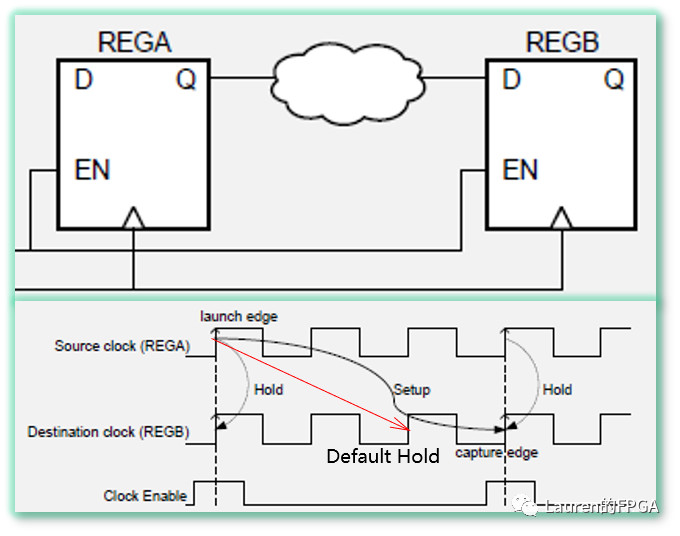 REGA REGB
D Q D Q
EN EN
launch edge
Source clock (REGA)
Hold Setup Hold
Destination clock (REGB)
Default Hold capture edge
Clock Enable
Lauren的FPGA